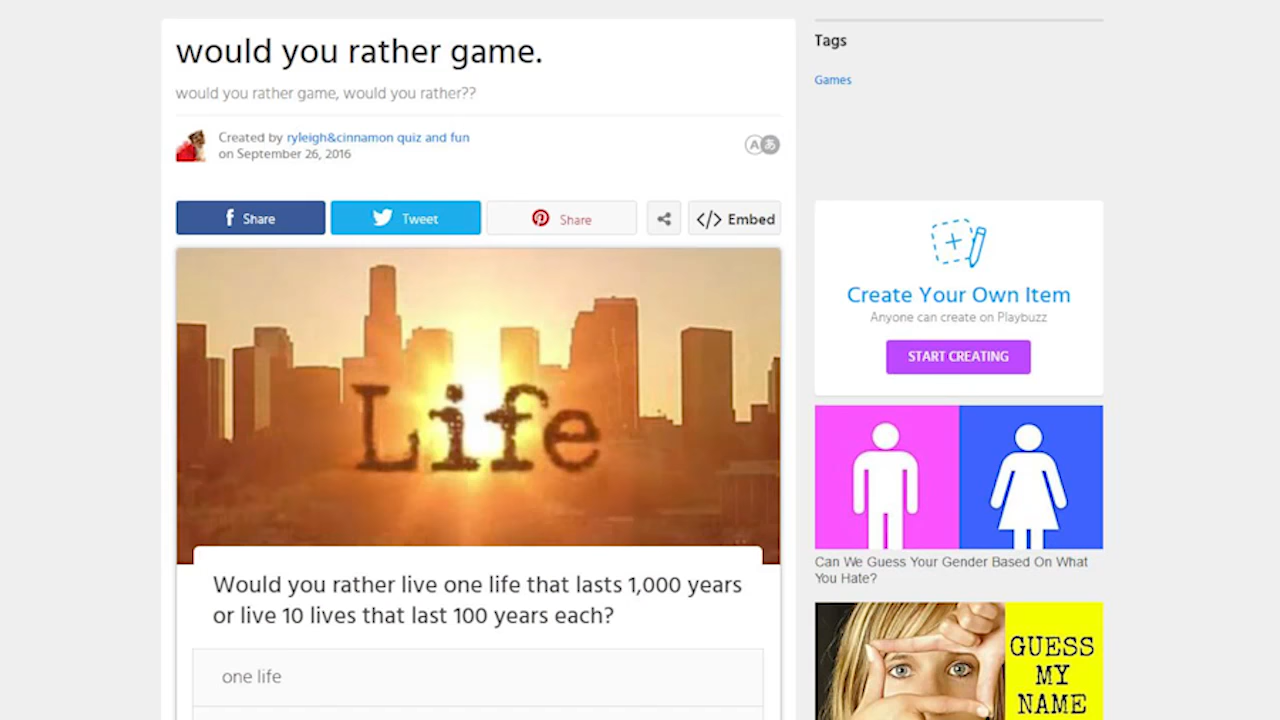 would you rather game.
would you rather game, would you rather??
Created by ryleigh&cinnamon quiz and fun
on September 26, 2016
Aあ
f Share
Tweet
Share
</> Embed
Life
Would you rather live one life that lasts 1,000 years
or live 10 lives that last 100 years each?
one life
Tags
Games
Create Your Own Item
Anyone can create on Playbuzz
START CREATING
Can We Guess Your Gender Based On What
You Hate?
GUESS
MY
NAME